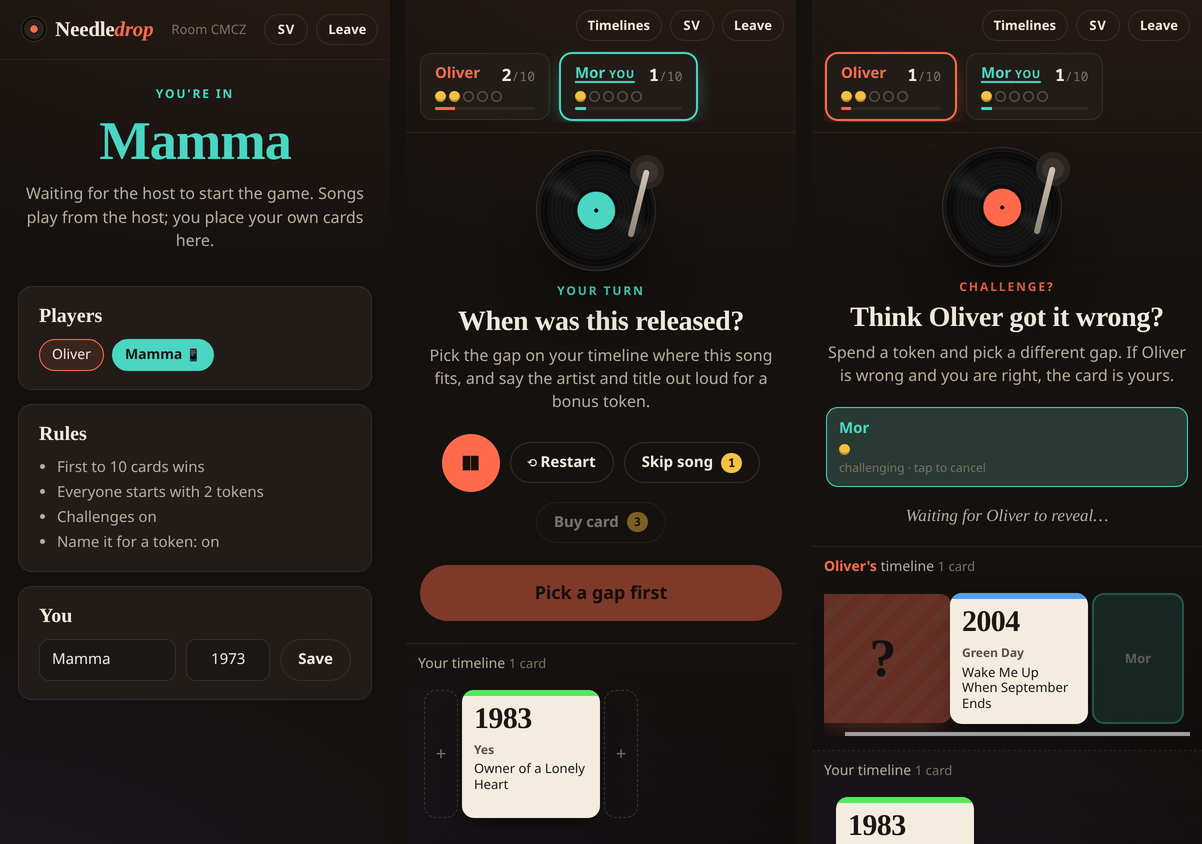 Needledrop Room CMCZ SV Leave
YOU'RE IN
Mamma
Waiting for the host to start the game. Songs
play from the host; you place your own cards
here.
Players
Oliver Mamma
Rules
• First to 10 cards wins
• Everyone starts with 2 tokens
• Challenges on
• Name it for a token: on
You
Mamma 1973 Save
Timelines SV Leave
Oliver 2/10
Mor YOU 1/10
YOUR TURN
When was this released?
Pick the gap on your timeline where this song
fits, and say the artist and title out loud for a
bonus token.
⟲ Restart Skip song 1
Buy card 3
Pick a gap first
Your timeline 1 card
+
1983
Yes
Owner of a Lonely
Heart
+
Timelines SV Leave
Oliver 1/10
Mor YOU 1/10
CHALLENGE?
Think Oliver got it wrong?
Spend a token and pick a different gap. If Oliver
is wrong and you are right, the card is yours.
Mor
challenging · tap to cancel
Waiting for Oliver to reveal…
Oliver's timeline 1 card
?
2004
Green Day
Wake Me Up
When September
Ends
Mor
Your timeline 1 card
1983